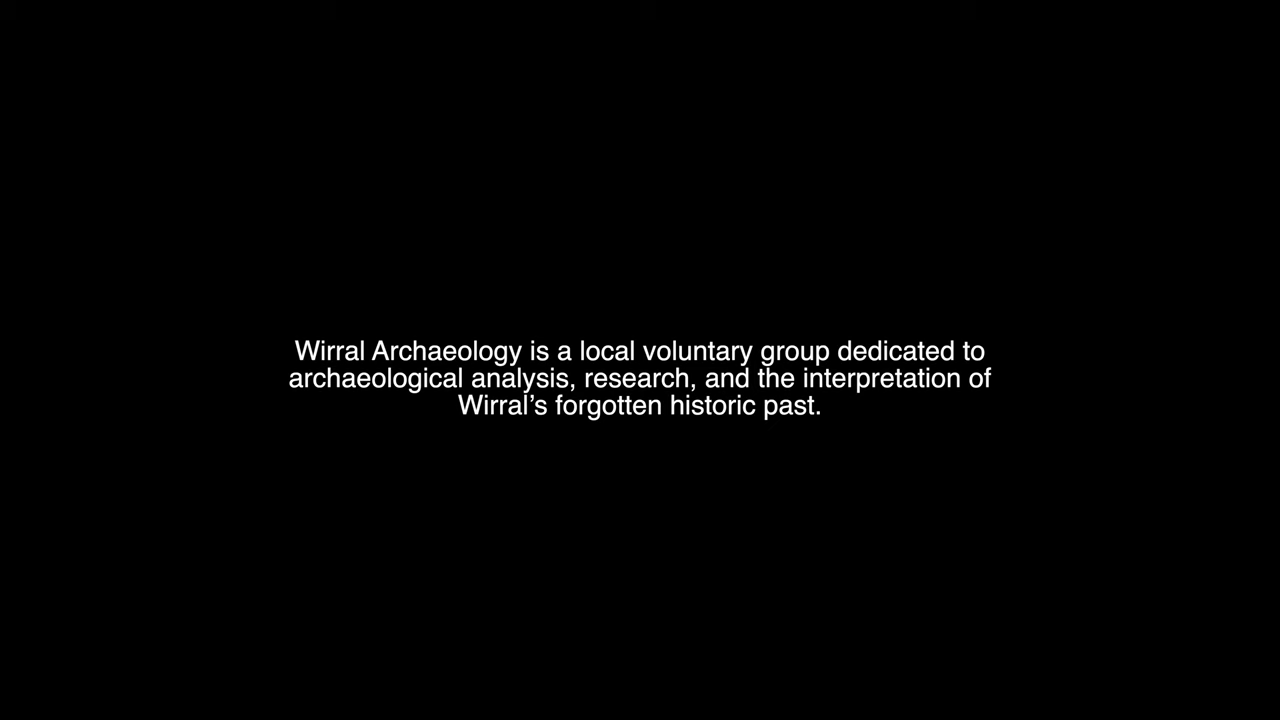 Wirral Archaeology is a local voluntary group dedicated to
archaeological analysis, research, and the interpretation of
Wirral’s forgotten historic past.